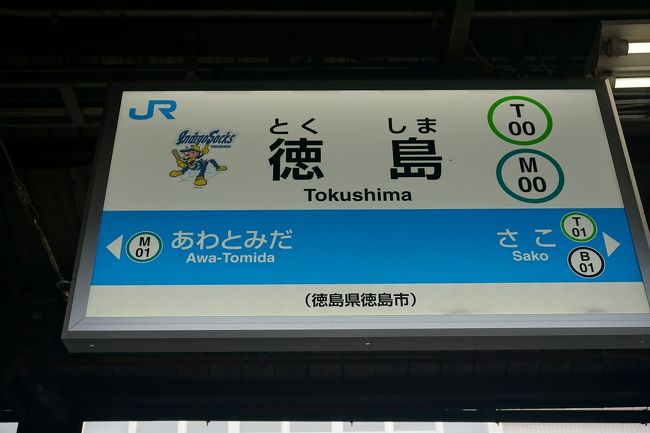 JR
IndigoSocks
TOKUSHIMA
とく しま
徳島
Tokushima
T
00
M
00
M
01
あわとみだ
Awa-Tomida
さこ
Sako
T
01
B
01
(徳島県徳島市)